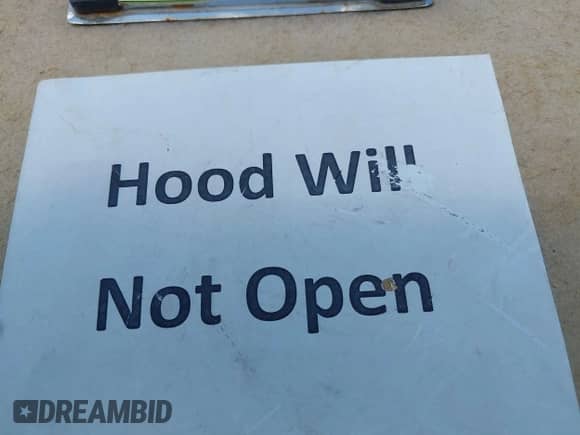 Hood Will
Not Open
DREAMBID